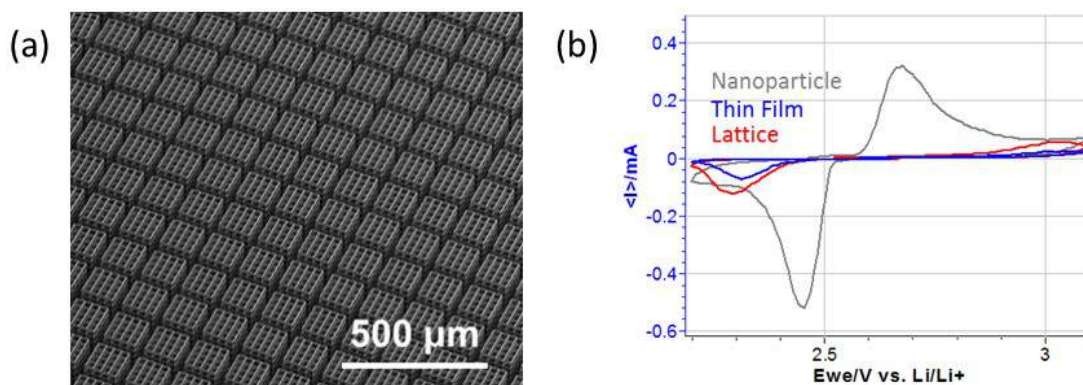 (a)
500 µm
(b)
0.4
0.2
0
-0.2
-0.4
-0.6
<I>/mA
Nanoparticle
Thin Film
Lattice
2.5
3
Ewe/V vs. Li/Li+